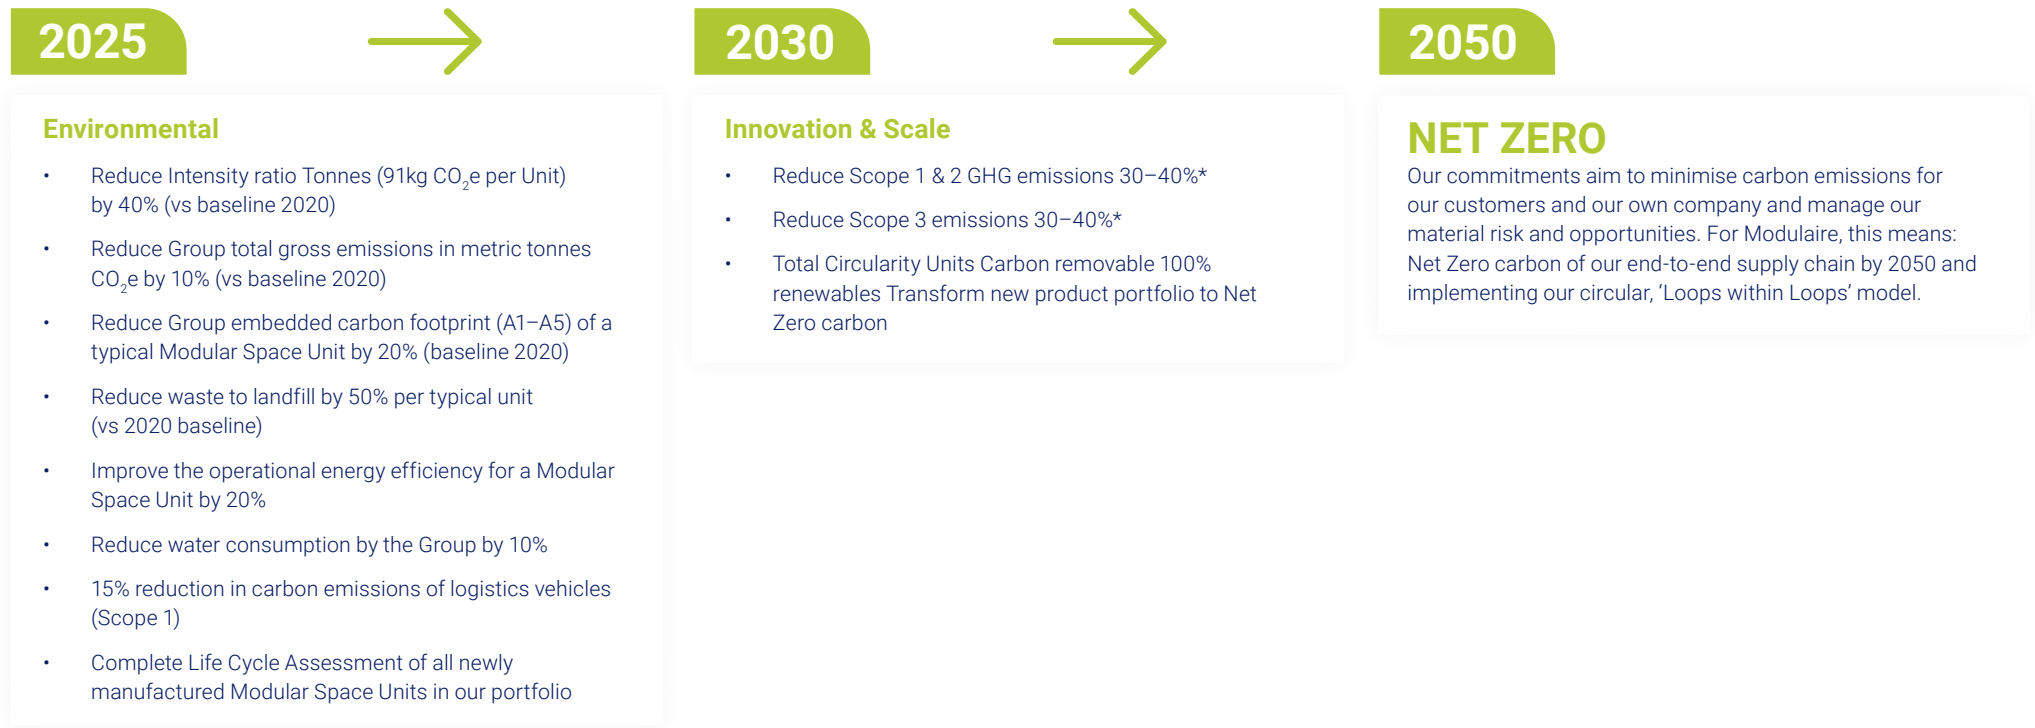 2025
Environmental
• Reduce Intensity ratio Tonnes (91kg CO₂e per Unit)
by 40% (vs baseline 2020)
• Reduce Group total gross emissions in metric tonnes
CO₂e by 10% (vs baseline 2020)
• Reduce Group embedded carbon footprint (A1–A5) of a
typical Modular Space Unit by 20% (baseline 2020)
• Reduce waste to landfill by 50% per typical unit
(vs 2020 baseline)
• Improve the operational energy efficiency for a Modular
Space Unit by 20%
• Reduce water consumption by the Group by 10%
• 15% reduction in carbon emissions of logistics vehicles
(Scope 1)
• Complete Life Cycle Assessment of all newly
manufactured Modular Space Units in our portfolio
2030
Innovation & Scale
• Reduce Scope 1 & 2 GHG emissions 30–40%*
• Reduce Scope 3 emissions 30–40%*
• Total Circularity Units Carbon removable 100%
renewables Transform new product portfolio to Net
Zero carbon
2050
NET ZERO
Our commitments aim to minimise carbon emissions for
our customers and our own company and manage our
material risk and opportunities. For Modulaire, this means:
Net Zero carbon of our end-to-end supply chain by 2050 and
implementing our circular, ‘Loops within Loops’ model.